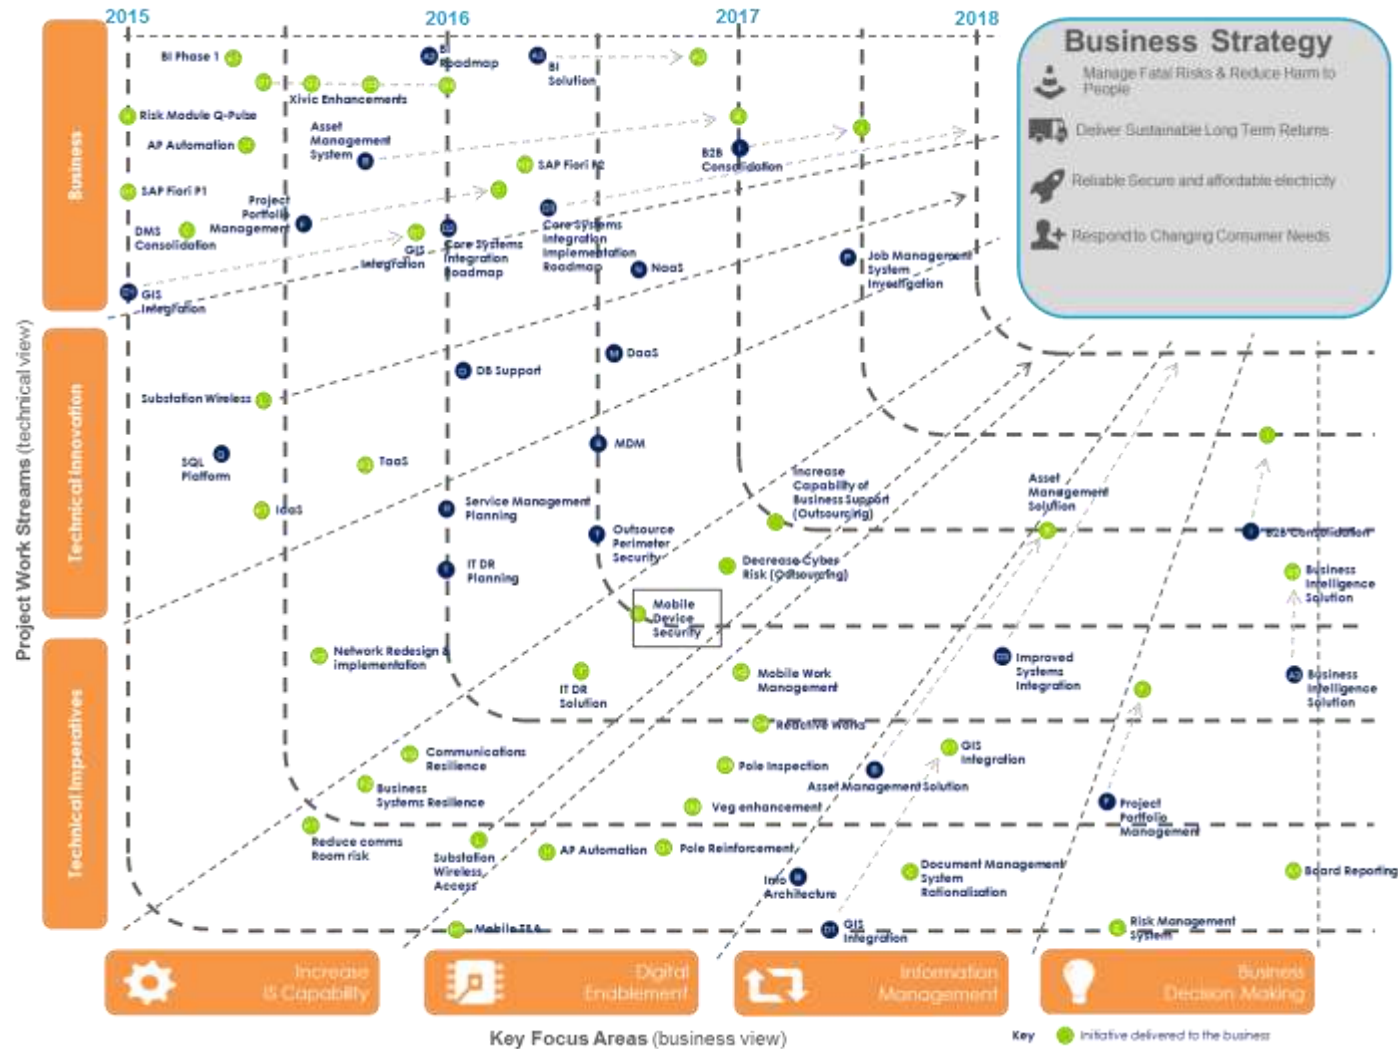 2015
2016
2017
2018
Business Strategy
Manage Fatal Risks & Reduce Harm to
People
Deliver Sustainable Long Term Returns
Reliable Secure and affordable electricity
Respond to Changing Consumer Needs
Project Work Streams (technical view)
Business
Technical Innovation
Technical Imperatives
BI Phase 1
BI
Roadmap
BI
Solution
Xivic Enhancements
Risk Module Q-Pulse
AP Automation
Asset
Management
System
SAP Fiori P2
B2B
Consolidation
SAP Fiori P1
Project
Portfolio
Management
DMS
Consolidation
GIS
Integration
Core Systems
Integration
Roadmap
Core Systems
Integration
Implementation
Roadmap
NaaS
Job Management
System
Investigation
GIS
Integration
DaaS
DB Support
Substation Wireless
MDM
SQL
Platform
TaaS
IaaS
Service Management
Planning
Outsource
Perimeter
Security
IT DR
Planning
Increase
Capability of
Business Support
(Outsourcing)
Asset
Management
Solution
B2B Consolidation
Decrease Cyber
Risk (Outsourcing)
Business
Intelligence
Solution
Mobile
Device
Security
Network Redesign &
implementation
IT DR
Solution
Mobile Work
Management
Improved
Systems
Integration
Business
Intelligence
Solution
Reactive Works
Communications
Resilience
GIS
Integration
Pole Inspection
Business
Systems Resilience
Asset Management Solution
Veg enhancement
Project
Portfolio
Management
Reduce comms
Room risk
Substation
Wireless
Access
AP Automation
Pole Reinforcement
Info
Architecture
Document Management
System
Rationalisation
Board Reporting
Mobile
GIS
Integration
Risk Management
System
Increase
IS Capability
Digital
Enablement
Information
Management
Business
Decision Making
Key Focus Areas (business view)
Key
Initiative delivered to the business